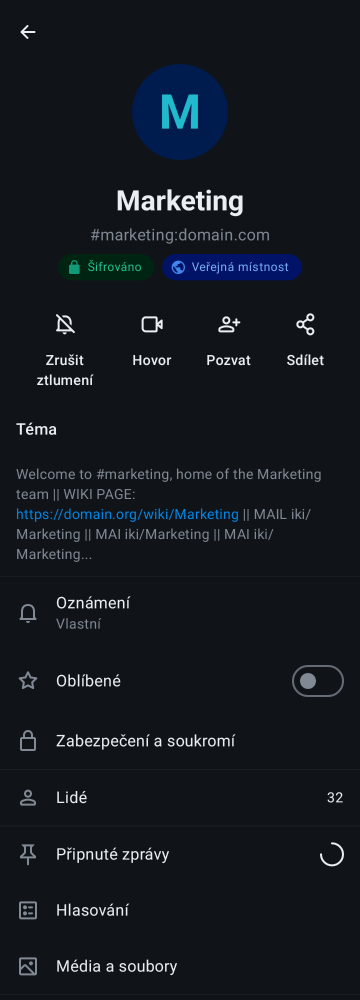 M
Marketing
#marketing:domain.com
Šifrováno
Veřejná místnost
Zrušit
ztlumení
Hovor
Pozvat
Sdílet
Téma
Welcome to #marketing, home of the Marketing
team || WIKI PAGE:
https://domain.org/wiki/Marketing || MAIL iki/
Marketing || MAI iki/Marketing || MAI iki/
Marketing...
Oznámení
Vlastní
Oblíbené
Zabezpečení a soukromí
Lidé
32
Připnuté zprávy
Hlasování
Média a soubory